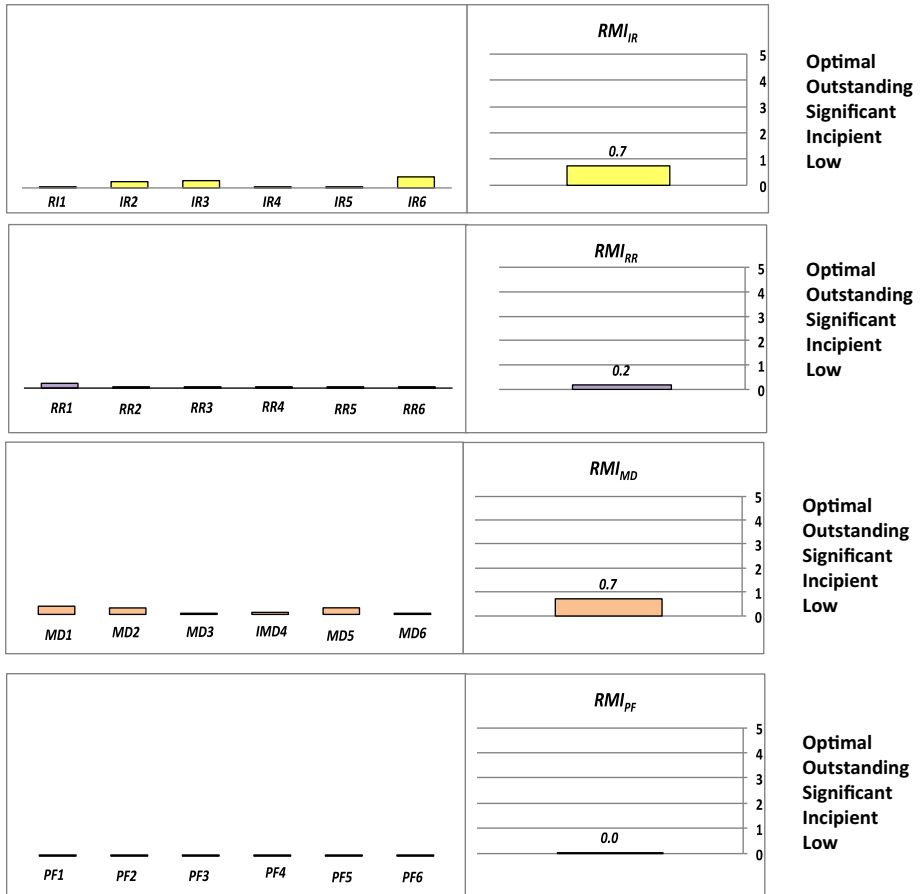 RMI_IR
5
4
3
2
1
0
0.7
RI1 IR2 IR3 IR4 IR5 IR6
Optimal
Outstanding
Significant
Incipient
Low
RMI_RR
5
4
3
2
1
0
0.2
RR1 RR2 RR3 RR4 RR5 RR6
Optimal
Outstanding
Significant
Incipient
Low
RMI_MD
5
4
3
2
1
0
0.7
MD1 MD2 MD3 IMD4 MD5 MD6
Optimal
Outstanding
Significant
Incipient
Low
RMI_PF
5
4
3
2
1
0
0.0
PF1 PF2 PF3 PF4 PF5 PF6
Optimal
Outstanding
Significant
Incipient
Low